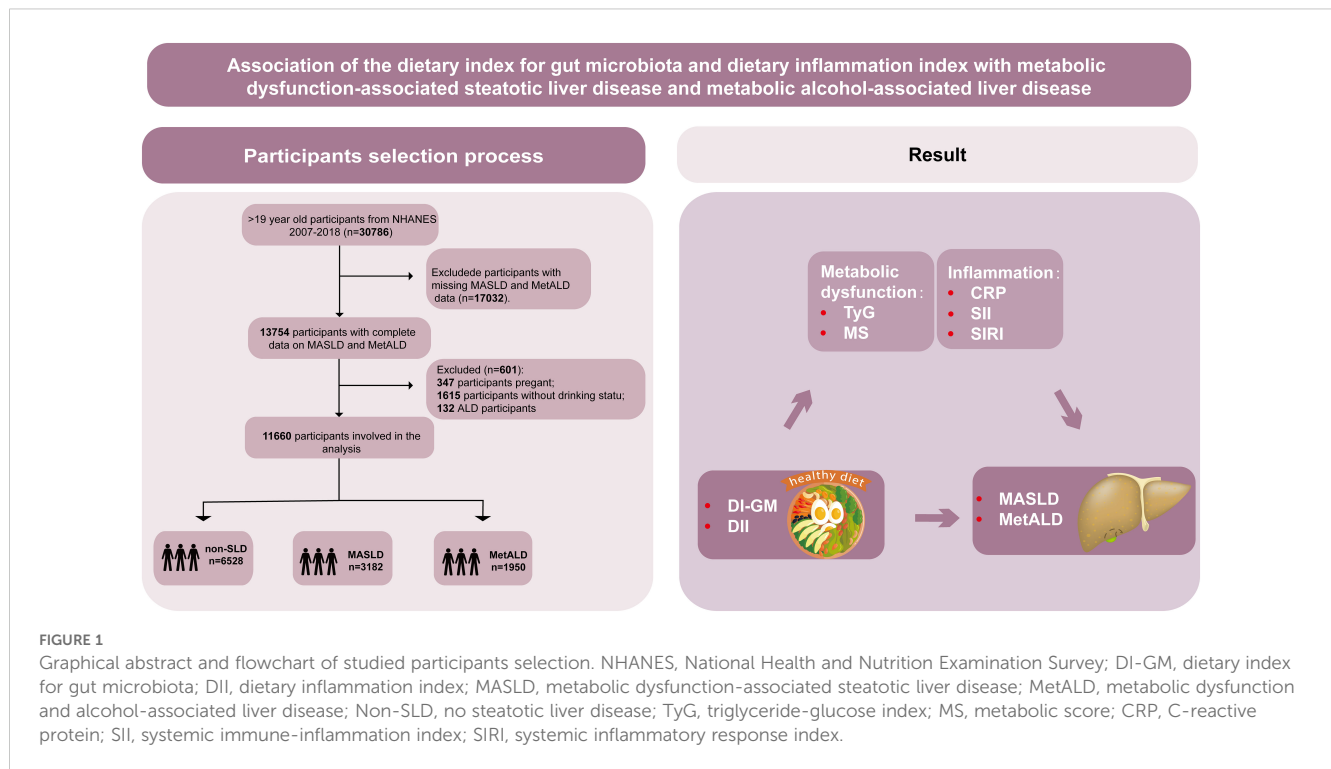 Association of the dietary index for gut microbiota and dietary inflammation index with metabolic
dysfunction-associated steatotic liver disease and metabolic alcohol-associated liver disease
Participants selection process
>19 year old participants from NHANES
2007-2018 (n=30786)
Excludede participants with
missing MASLD and MetALD
data (n=17032).
13754 participants with complete
data on MASLD and MetALD
Excluded (n=601):
347 participants pregant;
1615 participants without drinking statu;
132 ALD participants
11660 participants involved in the
analysis
non-SLD
n=6528
MASLD
n=3182
MetALD
n=1950
Result
Metabolic
dysfunction:
• TyG
• MS
Inflammation:
• CRP
• SII
• SIRI
• DI-GM
• DII
healthy diet
• MASLD
• MetALD
FIGURE 1
Graphical abstract and flowchart of studied participants selection. NHANES, National Health and Nutrition Examination Survey; DI-GM, dietary index
for gut microbiota; DII, dietary inflammation index; MASLD, metabolic dysfunction-associated steatotic liver disease; MetALD, metabolic dysfunction
and alcohol-associated liver disease; Non-SLD, no steatotic liver disease; TyG, triglyceride-glucose index; MS, metabolic score; CRP, C-reactive
protein; SII, systemic immune-inflammation index; SIRI, systemic inflammatory response index.